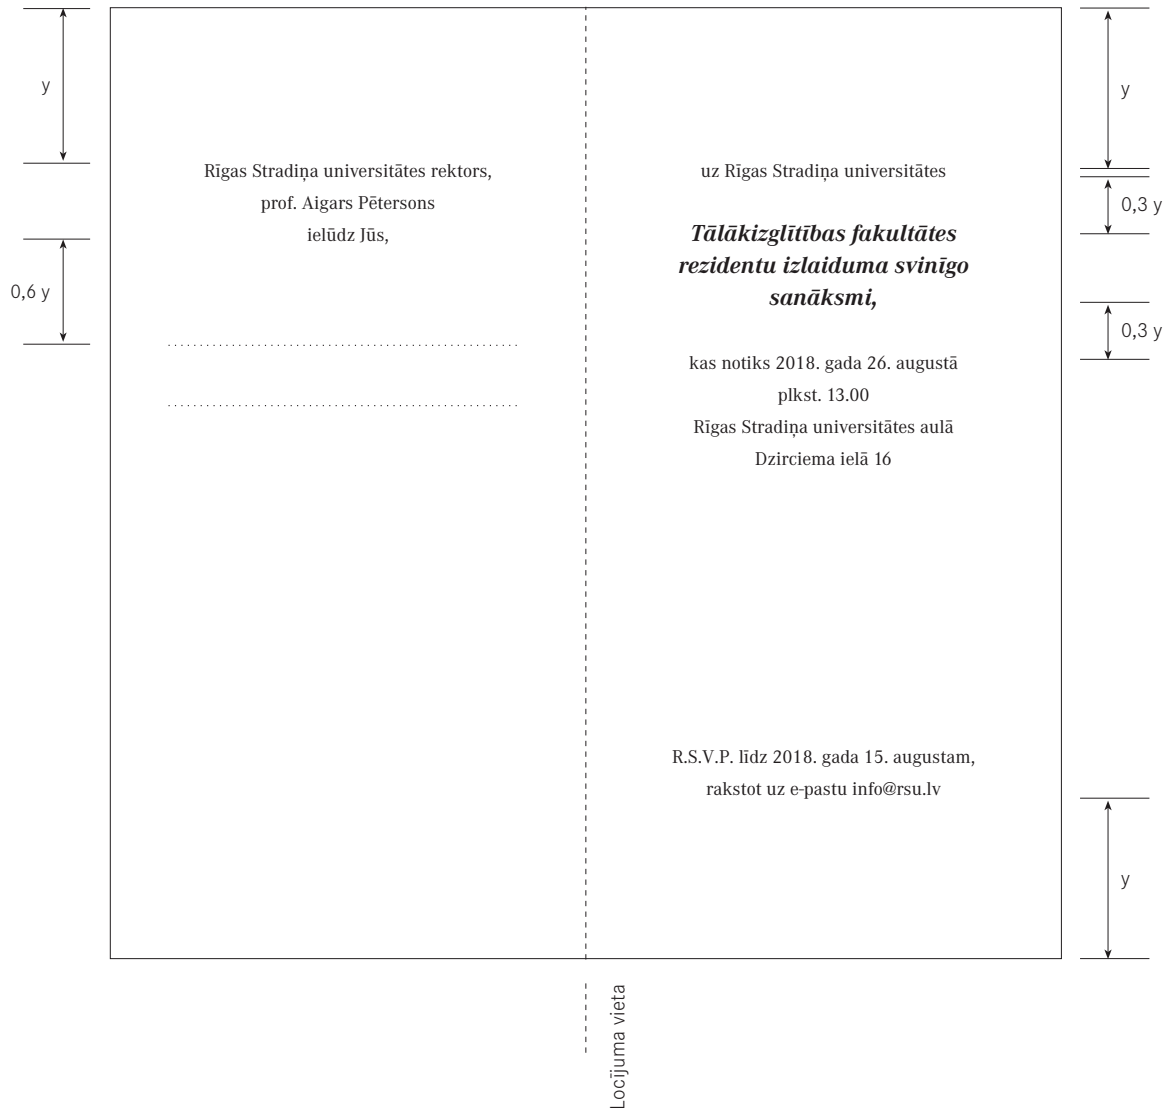 y
0,6 y
Rīgas Stradiņa universitātes rektors,
prof. Aigars Pētersons
ielūdz Jūs,
uz Rīgas Stradiņa universitātes
Tālākizglītības fakultātes
rezidentu izlaiduma svinīgo
sanāksmi,
kas notiks 2018. gada 26. augustā
plkst. 13.00
Rīgas Stradiņa universitātes aulā
Dzirciema ielā 16
R.S.V.P. līdz 2018. gada 15. augustam,
rakstot uz e-pastu info@rsu.lv
y
0,3 y
0,3 y
y
Locījuma vieta